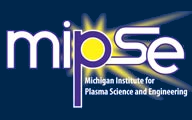 mipse
Michigan Institute for
Plasma Science and Engineering